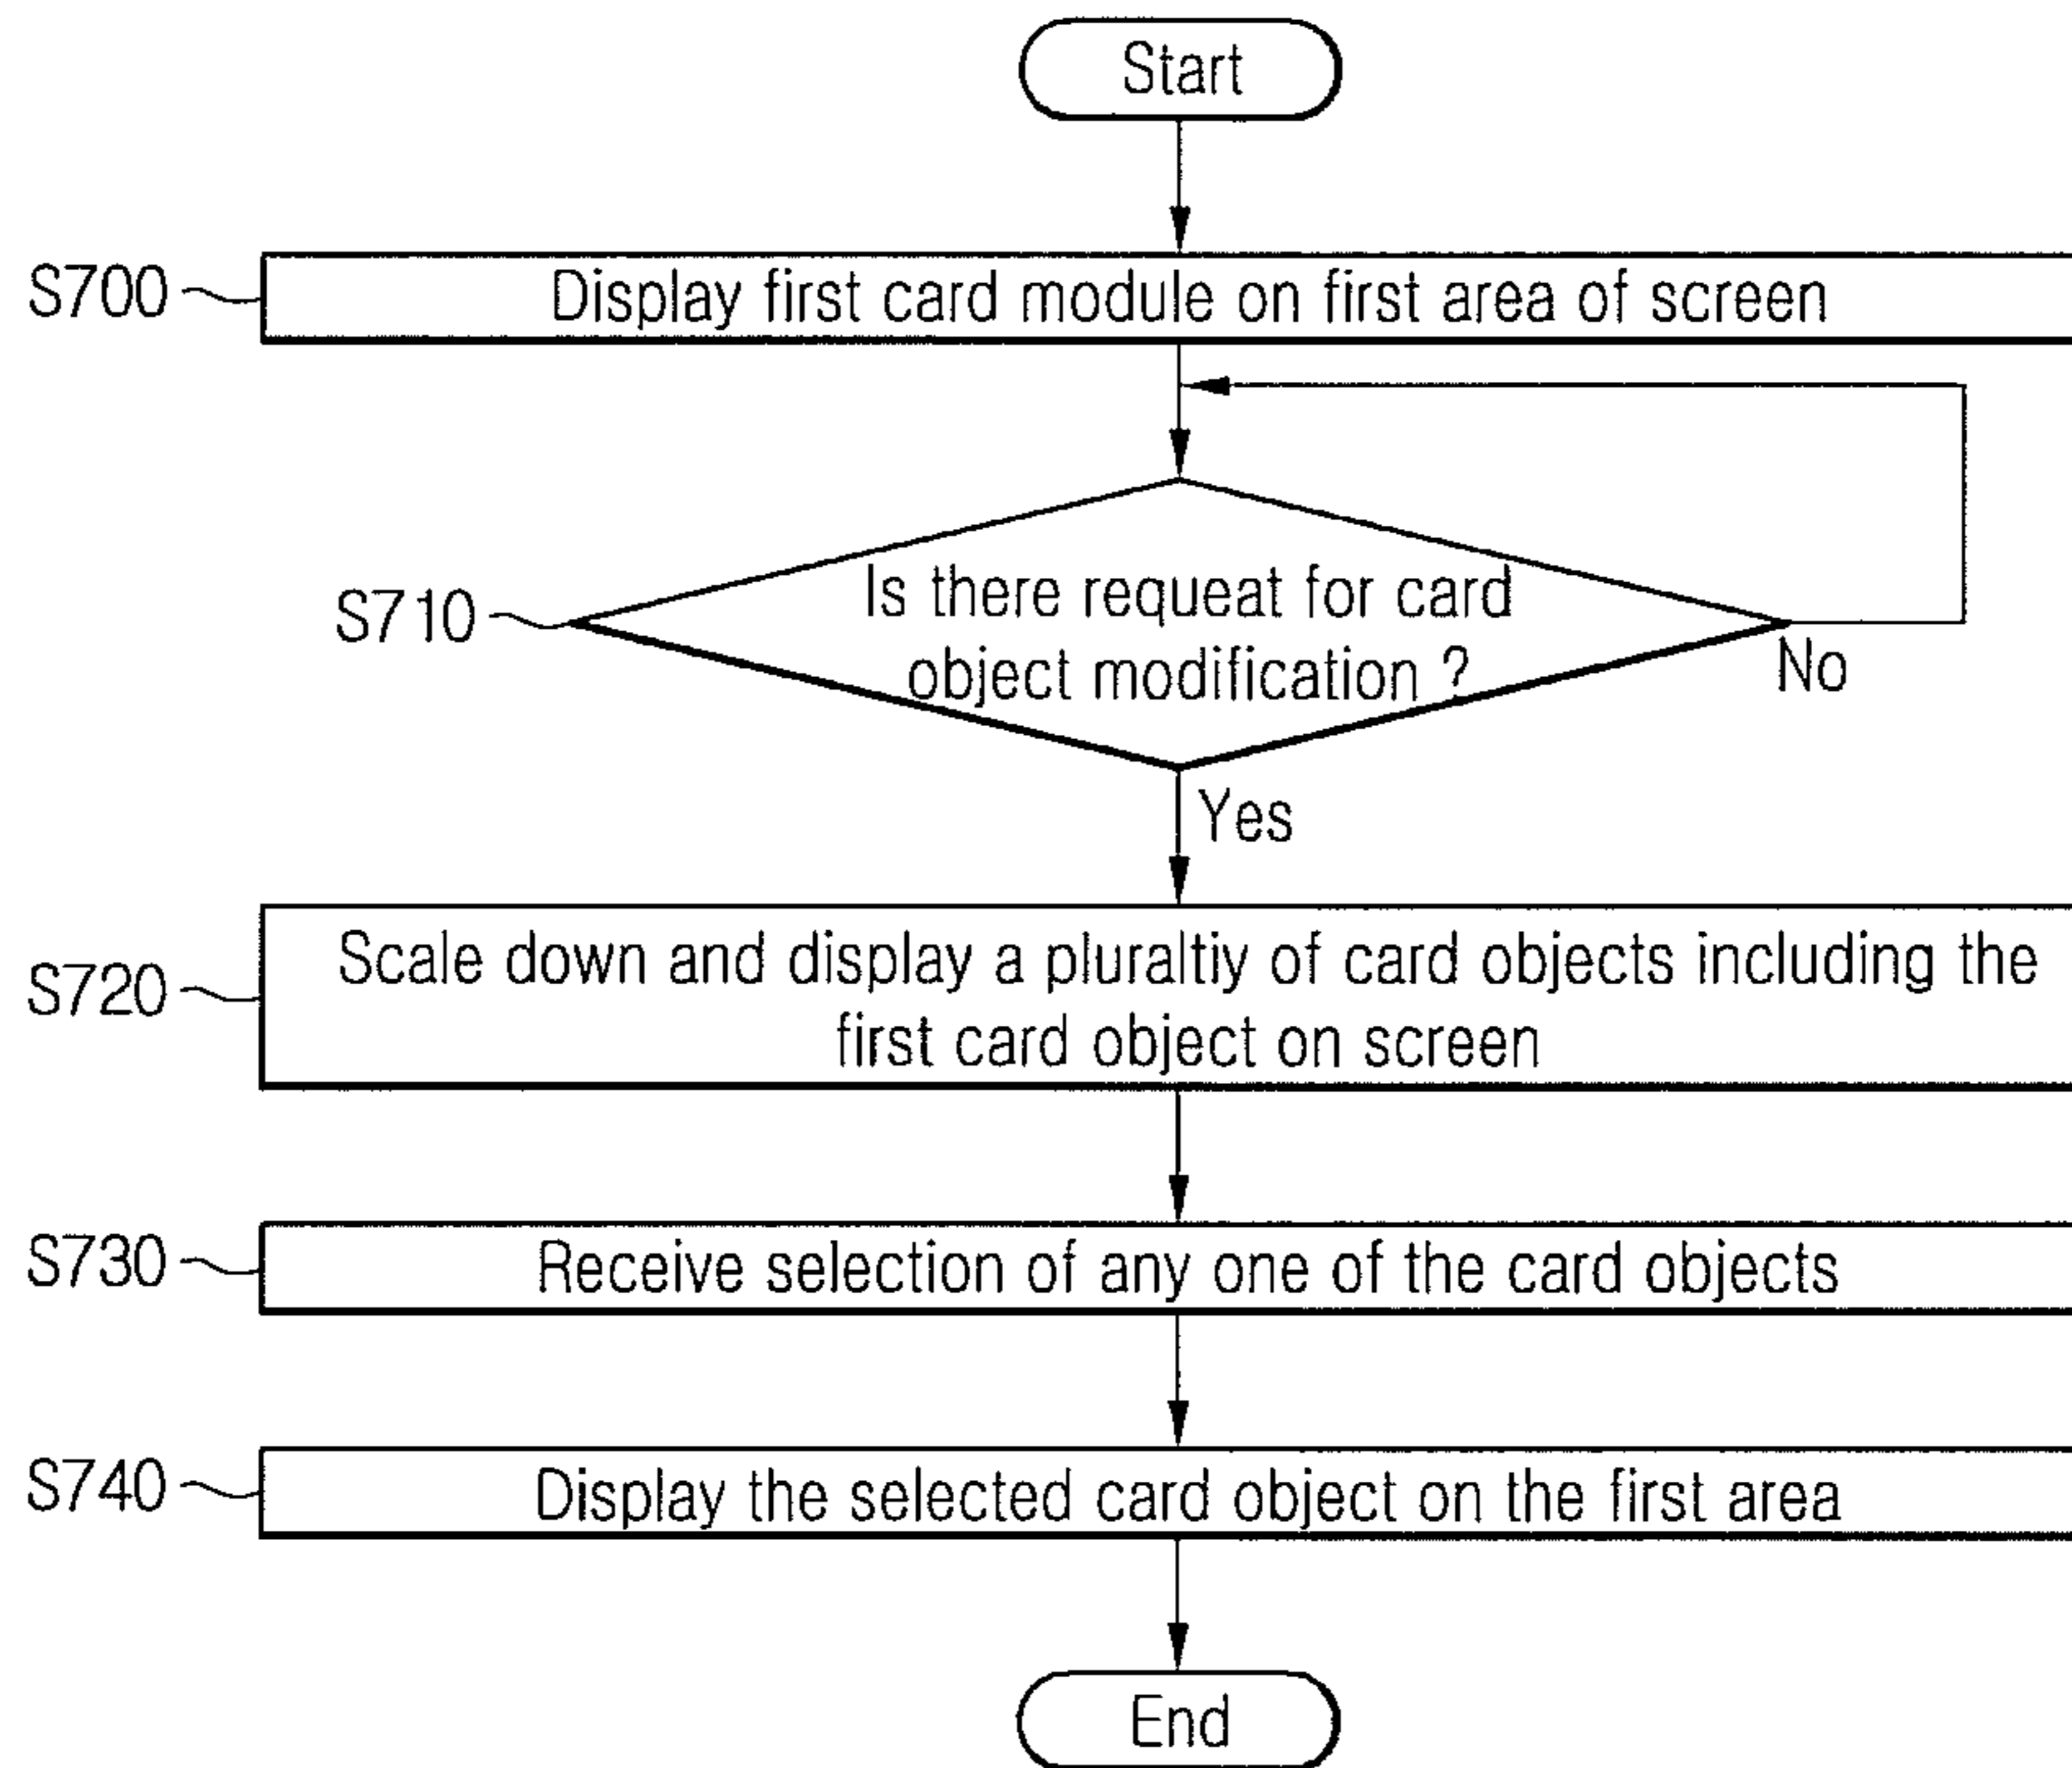 Start
S700
Display first card module on first area of screen
S710
Is there requeat for card
object modification ?
No
Yes
S720
Scale down and display a pluraltiy of card objects including the
first card object on screen
S730
Receive selection of any one of the card objects
S740
Display the selected card object on the first area
End